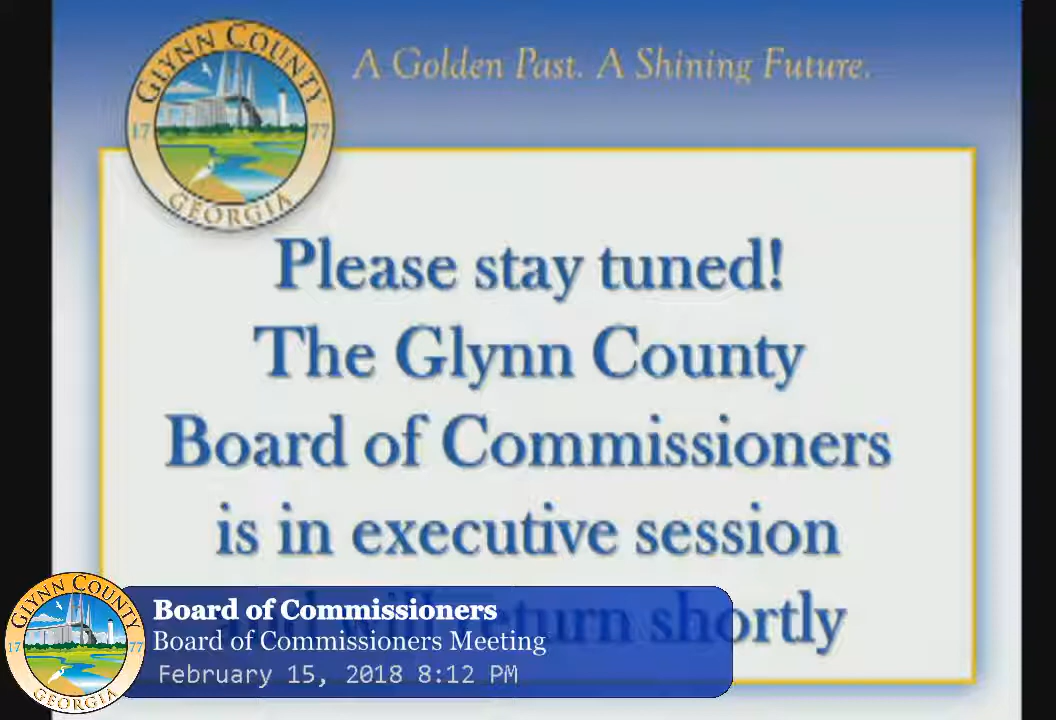 GLYNN COUNTY
17 77
GEORGIA
A Golden Past. A Shining Future.
Please stay tuned!
The Glynn County
Board of Commissioners
is in executive session
will return shortly
GLYNN COUNTY
17 77
GEORGIA
Board of Commissioners
Board of Commissioners Meeting
February 15, 2018 8:12 PM